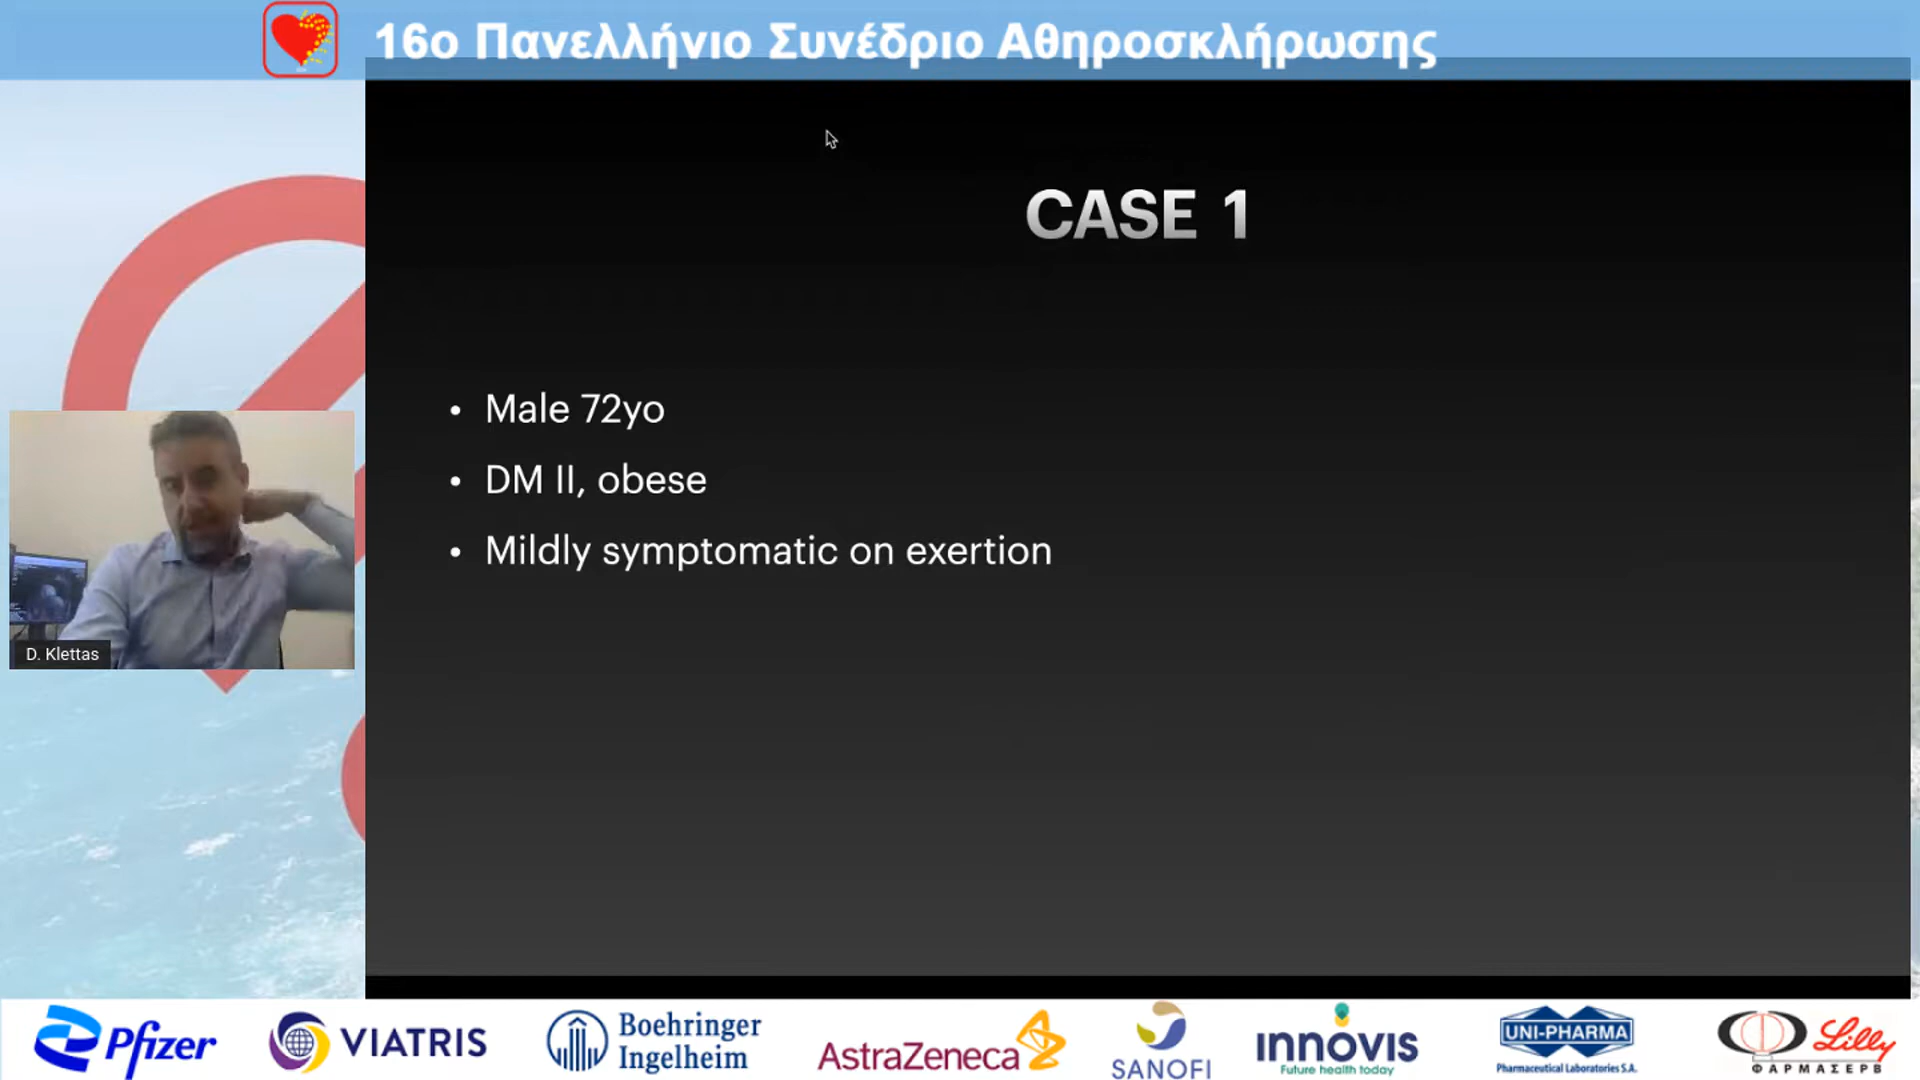 16ο Πανελλήνιο Συνέδριο Αθηροσκλήρωσης
CASE 1
• Male 72yo
• DM II, obese
• Mildly symptomatic on exertion
D. Klettas
Pfizer
VIATRIS
Boehringer
Ingelheim
AstraZeneca
SANOFI
INNOVIS
Future health today
UNI-PHARMA
Pharmaceutical Laboratories S.A.
Lilly
ΦΑΡΜΑΣΕΡΒ